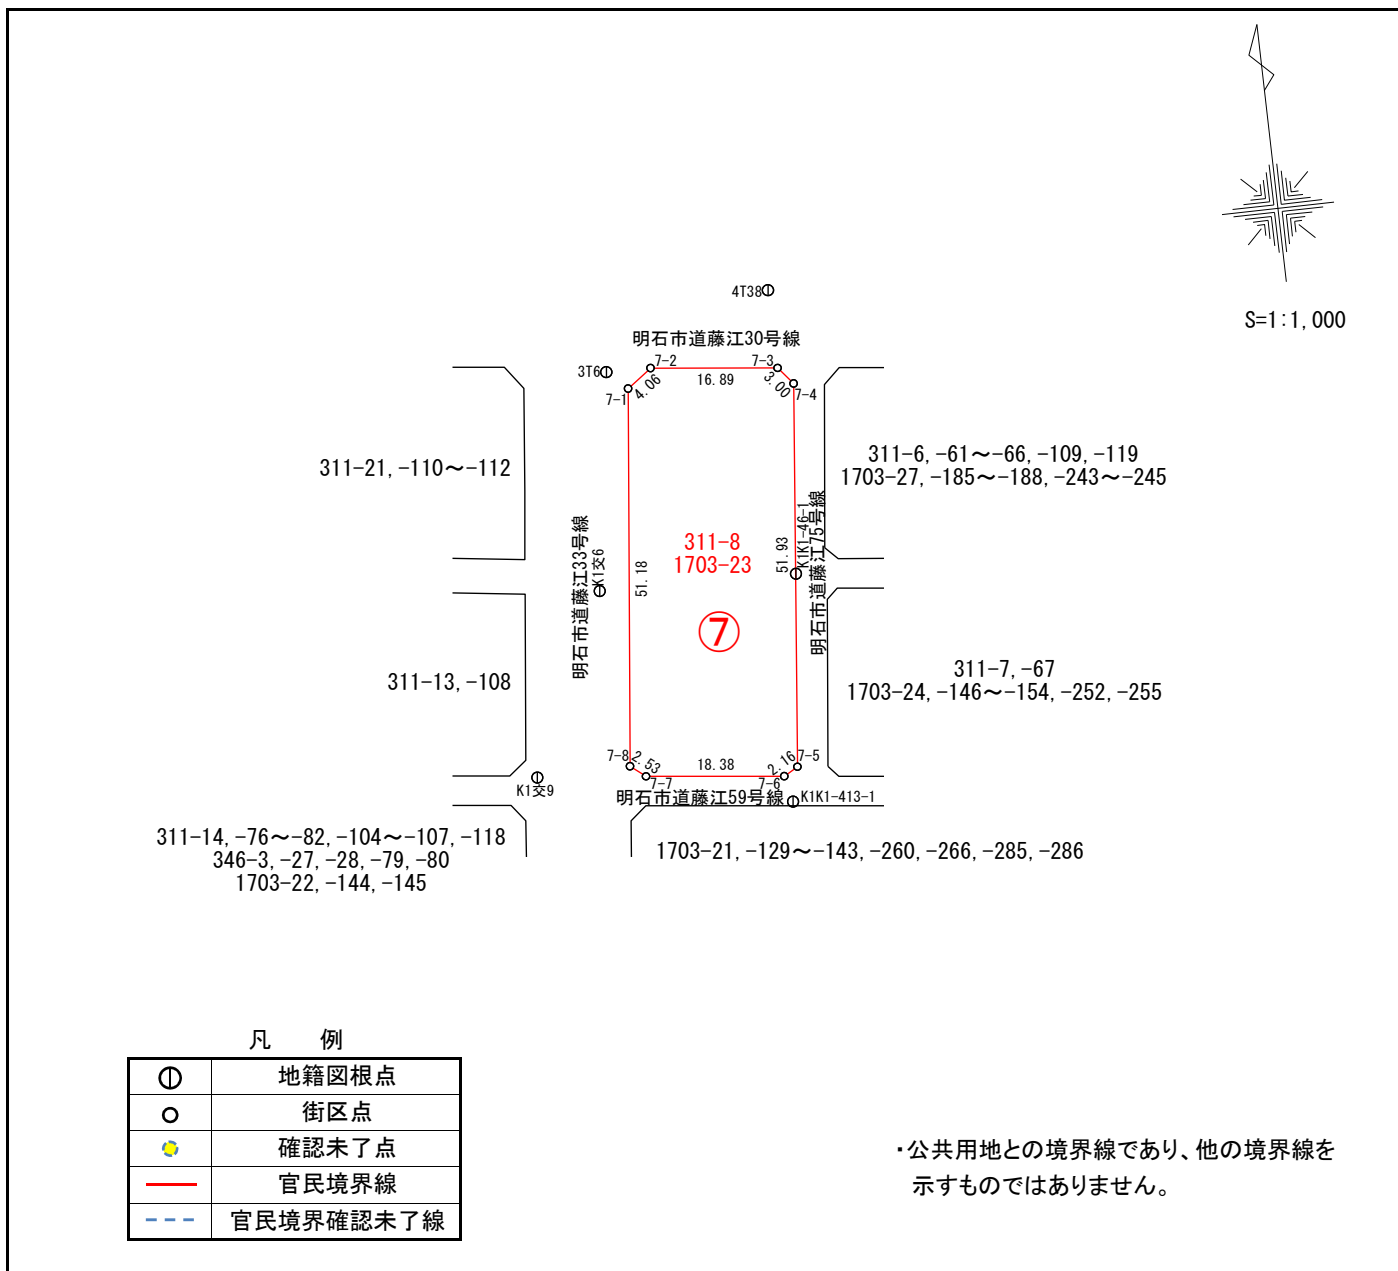 S=1:1,000
4T38
明石市道藤江30号線
3T6
7-2
7-3
7-1
4.06
16.89
3.00
7-4
311-21,-110～-112
311-6,-61～-66,-109,-119
1703-27,-185～-188,-243～-245
明石市道藤江33号線
K1交6
51.18
311-8
1703-23
⑦
51.93
K1K1-46-1
明石市道藤江75号線
311-13,-108
311-7,-67
1703-24,-146～-154,-252,-255
7-8
2.53
7-7
18.38
7-6
2.16
7-5
K1交9
明石市道藤江59号線
K1K1-413-1
311-14,-76～-82,-104～-107,-118
346-3,-27,-28,-79,-80
1703-22,-144,-145
1703-21,-129～-143,-260,-266,-285,-286
凡　例
地籍図根点
街区点
確認未了点
官民境界線
官民境界確認未了線
・公共用地との境界線であり、他の境界線を
示すものではありません。